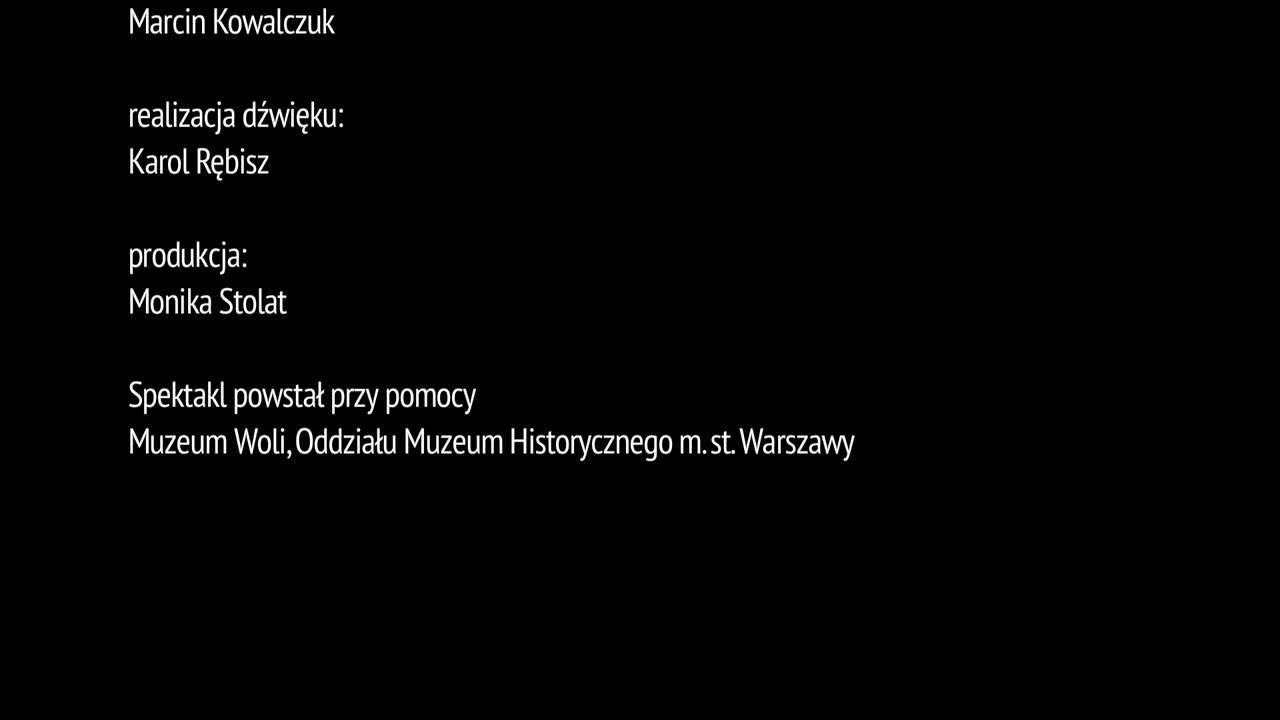 Marcin Kowalczuk
realizacja dźwięku:
Karol Rębisz
produkcja:
Monika Stolat
Spektakl powstał przy pomocy
Muzeum Woli, Oddziału Muzeum Historycznego m. st. Warszawy